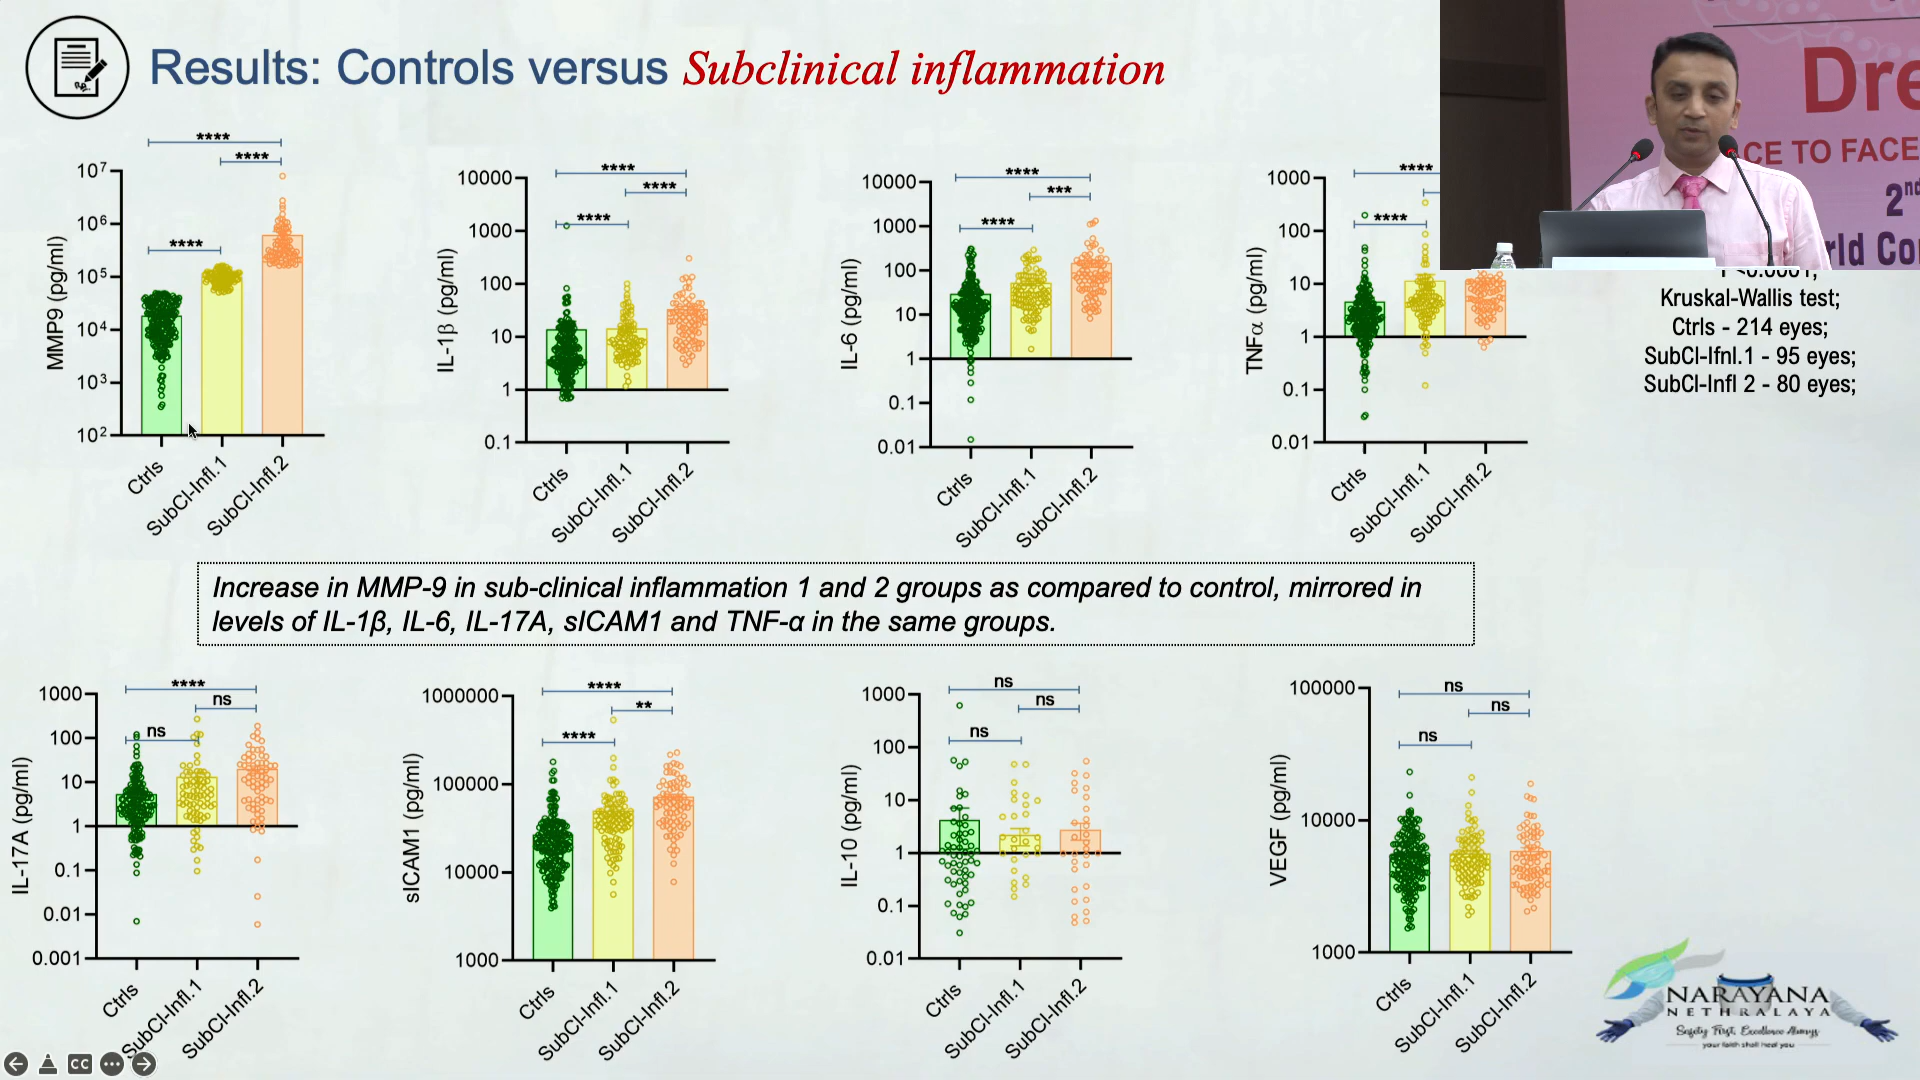 Results: Controls versus Subclinical inflammation
Dre
CE TO FACE
2nd
rld Con
****
****
****
MMP9 (pg/ml)
10⁷
10⁶
10⁵
10⁴
10³
10²
Ctrls
SubCl-Infl.1
SubCl-Infl.2
****
****
****
IL-1β (pg/ml)
10000
1000
100
10
1
0.1
Ctrls
SubCl-Infl.1
SubCl-Infl.2
****
***
****
IL-6 (pg/ml)
10000
1000
100
10
1
0.1
0.01
Ctrls
SubCl-Infl.1
SubCl-Infl.2
****
****
TNFα (pg/ml)
1000
100
10
1
0.1
0.01
Ctrls
SubCl-Infl.1
SubCl-Infl.2
Kruskal-Wallis test;
Ctrls - 214 eyes;
SubCl-Ifnl.1 - 95 eyes;
SubCl-Infl 2 - 80 eyes;
Increase in MMP-9 in sub-clinical inflammation 1 and 2 groups as compared to control, mirrored in
levels of IL-1β, IL-6, IL-17A, sICAM1 and TNF-α in the same groups.
****
ns
ns
IL-17A (pg/ml)
1000
100
10
1
0.1
0.01
0.001
Ctrls
SubCl-Infl.1
SubCl-Infl.2
****
**
****
sICAM1 (pg/ml)
1000000
100000
10000
1000
Ctrls
SubCl-Infl.1
SubCl-Infl.2
ns
ns
ns
IL-10 (pg/ml)
1000
100
10
1
0.1
0.01
Ctrls
SubCl-Infl.1
SubCl-Infl.2
ns
ns
ns
VEGF (pg/ml)
100000
10000
1000
Ctrls
SubCl-Infl.1
SubCl-Infl.2
NARAYANA
NETHRALAYA
Safety First, Excellence Always
your faith shall heal you
CC